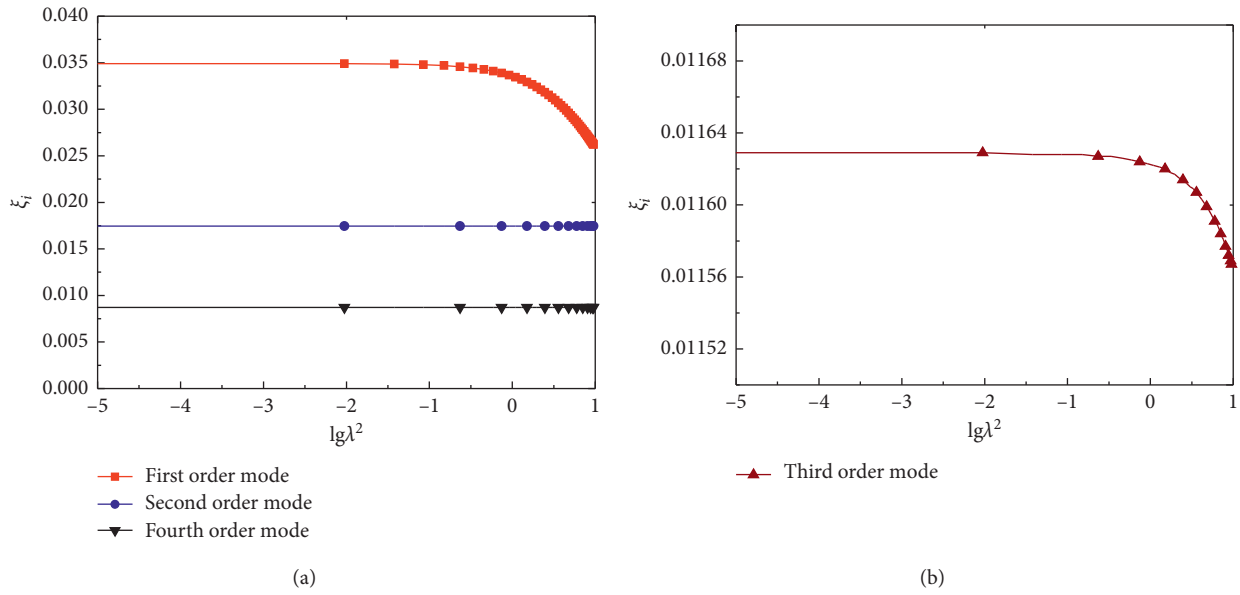 0.040
0.035
0.030
0.025
0.020
0.015
0.010
0.005
0.000
ξi
–5 –4 –3 –2 –1 0 1
lgλ2
First order mode
Second order mode
Fourth order mode
(a)
0.01168
0.01164
0.01160
0.01156
0.01152
ξi
–5 –4 –3 –2 –1 0 1
lgλ2
Third order mode
(b)